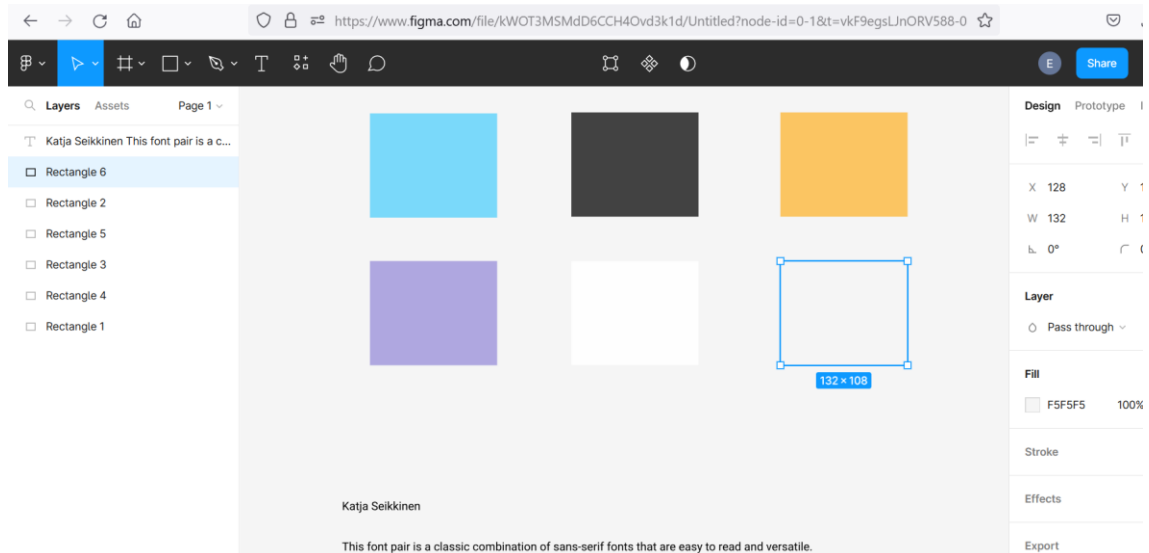 https://www.figma.com/file/kWOT3MSMdD6CCH4Ovd3k1d/Untitled?node-id=0-1&t=vkF9egsLJnORV588-0
E
Share
Layers Assets Page 1
Design Prototype
Katja Seikkinen This font pair is a c...
Rectangle 6
Rectangle 2
Rectangle 5
Rectangle 3
Rectangle 4
Rectangle 1
X 128 Y
W 132 H
0°
Layer
Pass through
Fill
F5F5F5 100%
Stroke
Effects
Export
132 × 108
Katja Seikkinen
This font pair is a classic combination of sans-serif fonts that are easy to read and versatile.